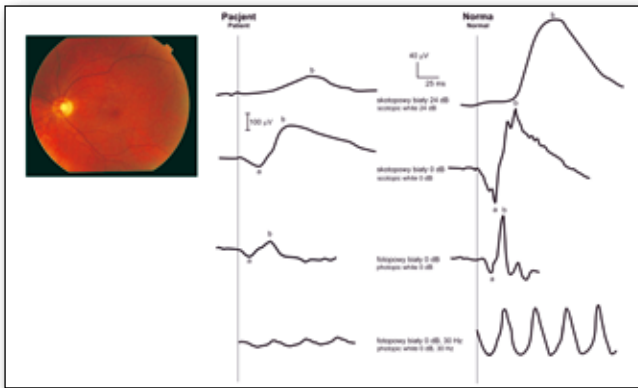 Pacjent
Patient
Norma
Normal
b
b
40 µV
25 ms
skotopowy biały 24 dB
scotopic white 24 dB
100 µV
b
b
a
skotopowy biały 0 dB
scotopic white 0 dB
a
b
b
a
fotopowy biały 0 dB
photopic white 0 dB
a
fotopowy biały 0 dB, 30 Hz
photopic white 0 dB, 30 Hz